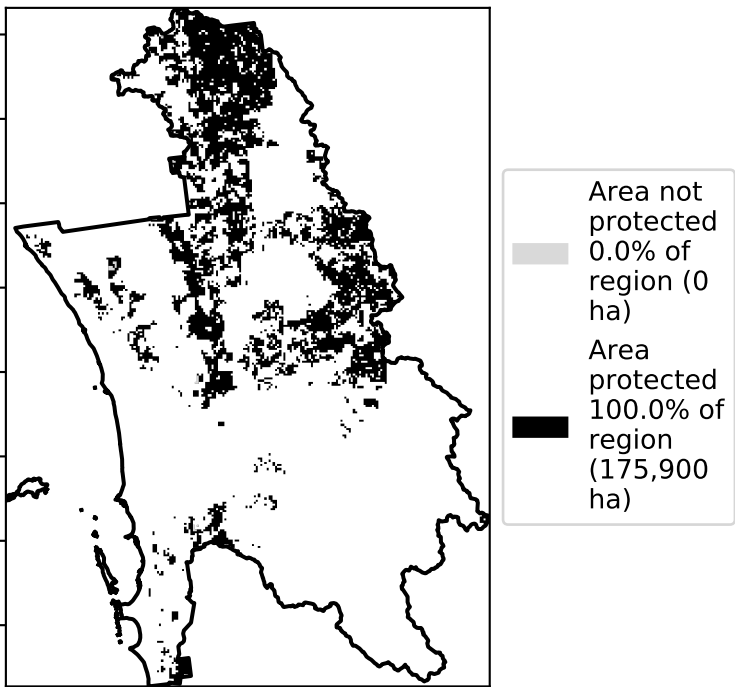 Area not
protected
0.0% of
region (0
ha)
Area
protected
100.0% of
region
(175,900
ha)